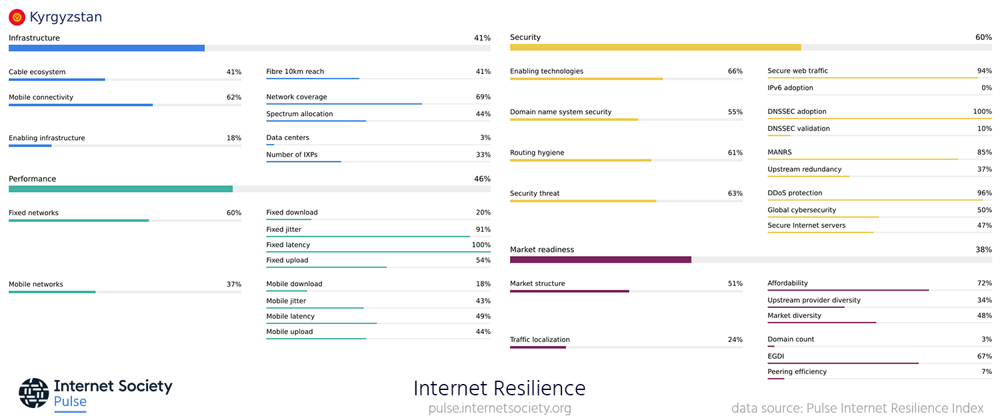 Kyrgyzstan
Infrastructure 41%
Cable ecosystem 41%
Fibre 10km reach 41%
Mobile connectivity 62%
Network coverage 69%
Spectrum allocation 44%
Enabling infrastructure 18%
Data centers 3%
Number of IXPs 33%
Performance 46%
Fixed networks 60%
Fixed download 20%
Fixed jitter 91%
Fixed latency 100%
Fixed upload 54%
Mobile networks 37%
Mobile download 18%
Mobile jitter 43%
Mobile latency 49%
Mobile upload 44%
Security 60%
Enabling technologies 66%
Secure web traffic 94%
IPv6 adoption 0%
Domain name system security 55%
DNSSEC adoption 100%
DNSSEC validation 10%
Routing hygiene 61%
MANRS 85%
Upstream redundancy 37%
Security threat 63%
DDoS protection 96%
Global cybersecurity 50%
Secure Internet servers 47%
Market readiness 38%
Market structure 51%
Affordability 72%
Upstream provider diversity 34%
Market diversity 48%
Traffic localization 24%
Domain count 3%
EGDI 67%
Peering efficiency 7%
Internet Society
Pulse
Internet Resilience
pulse.internetsociety.org
data source: Pulse Internet Resilience Index